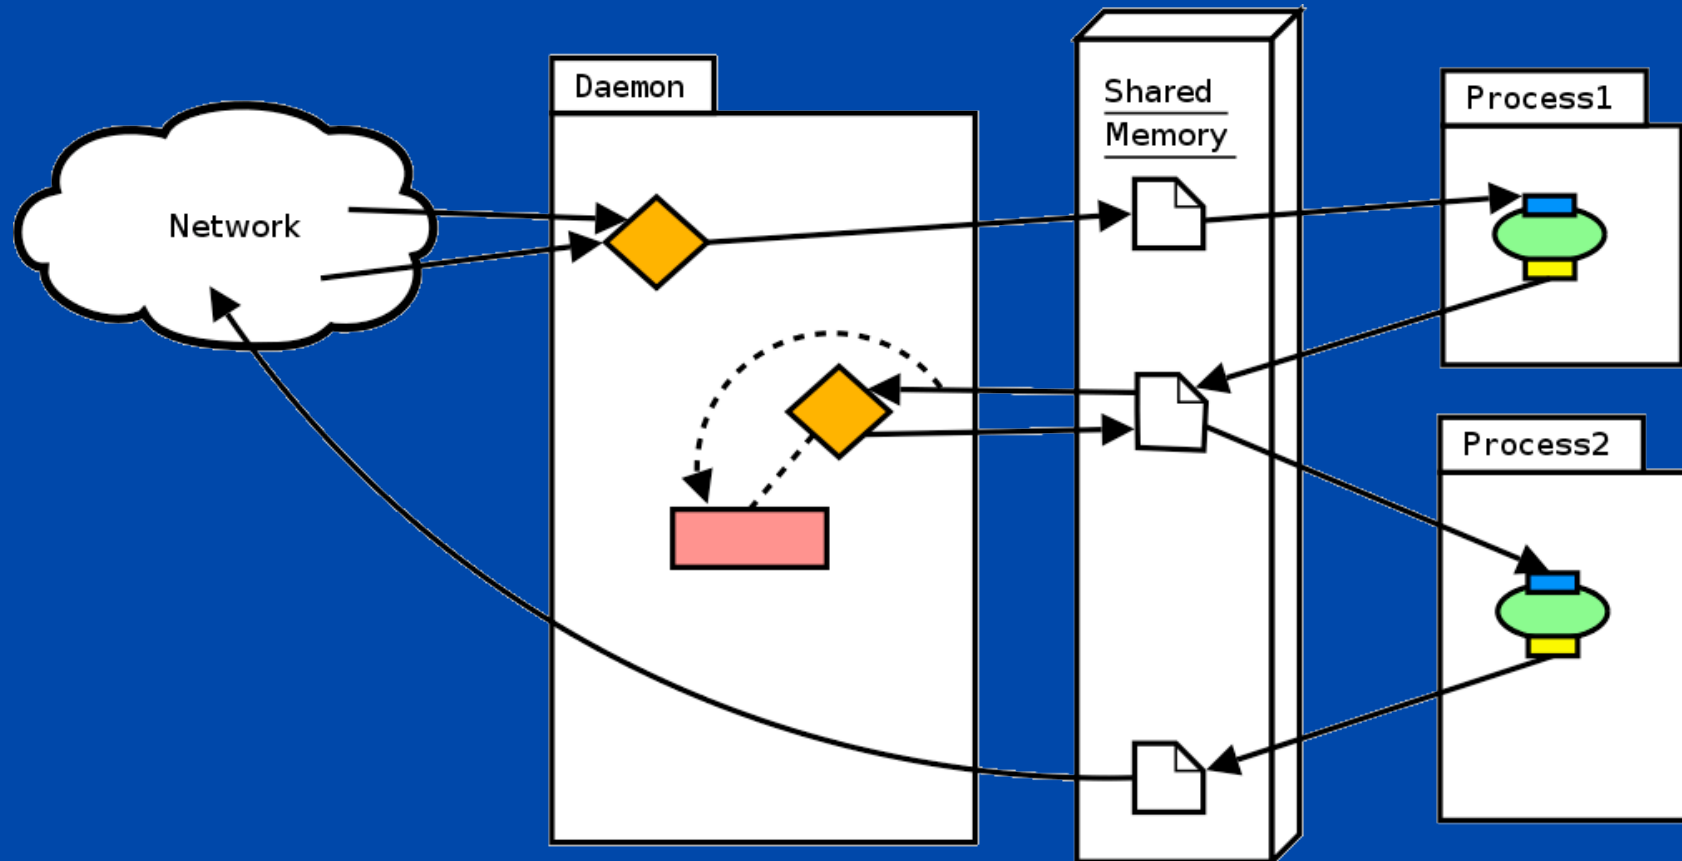 Daemon
Shared
Memory
Process1
Network
Process2